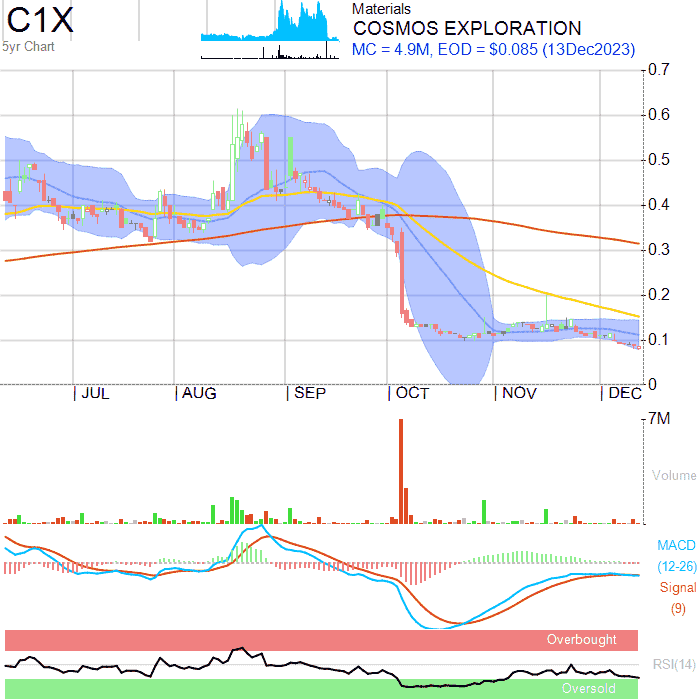 C1X
5yr Chart
Materials
COSMOS EXPLORATION
MC = 4.9M, EOD = $0.085 (13Dec2023)
0.7
0.6
0.5
0.4
0.3
0.2
0.1
0
| JUL | AUG | SEP | OCT | NOV | DEC
7M
Volume
MACD
(12-26)
Signal
(9)
Overbought
RSI(14)
Oversold